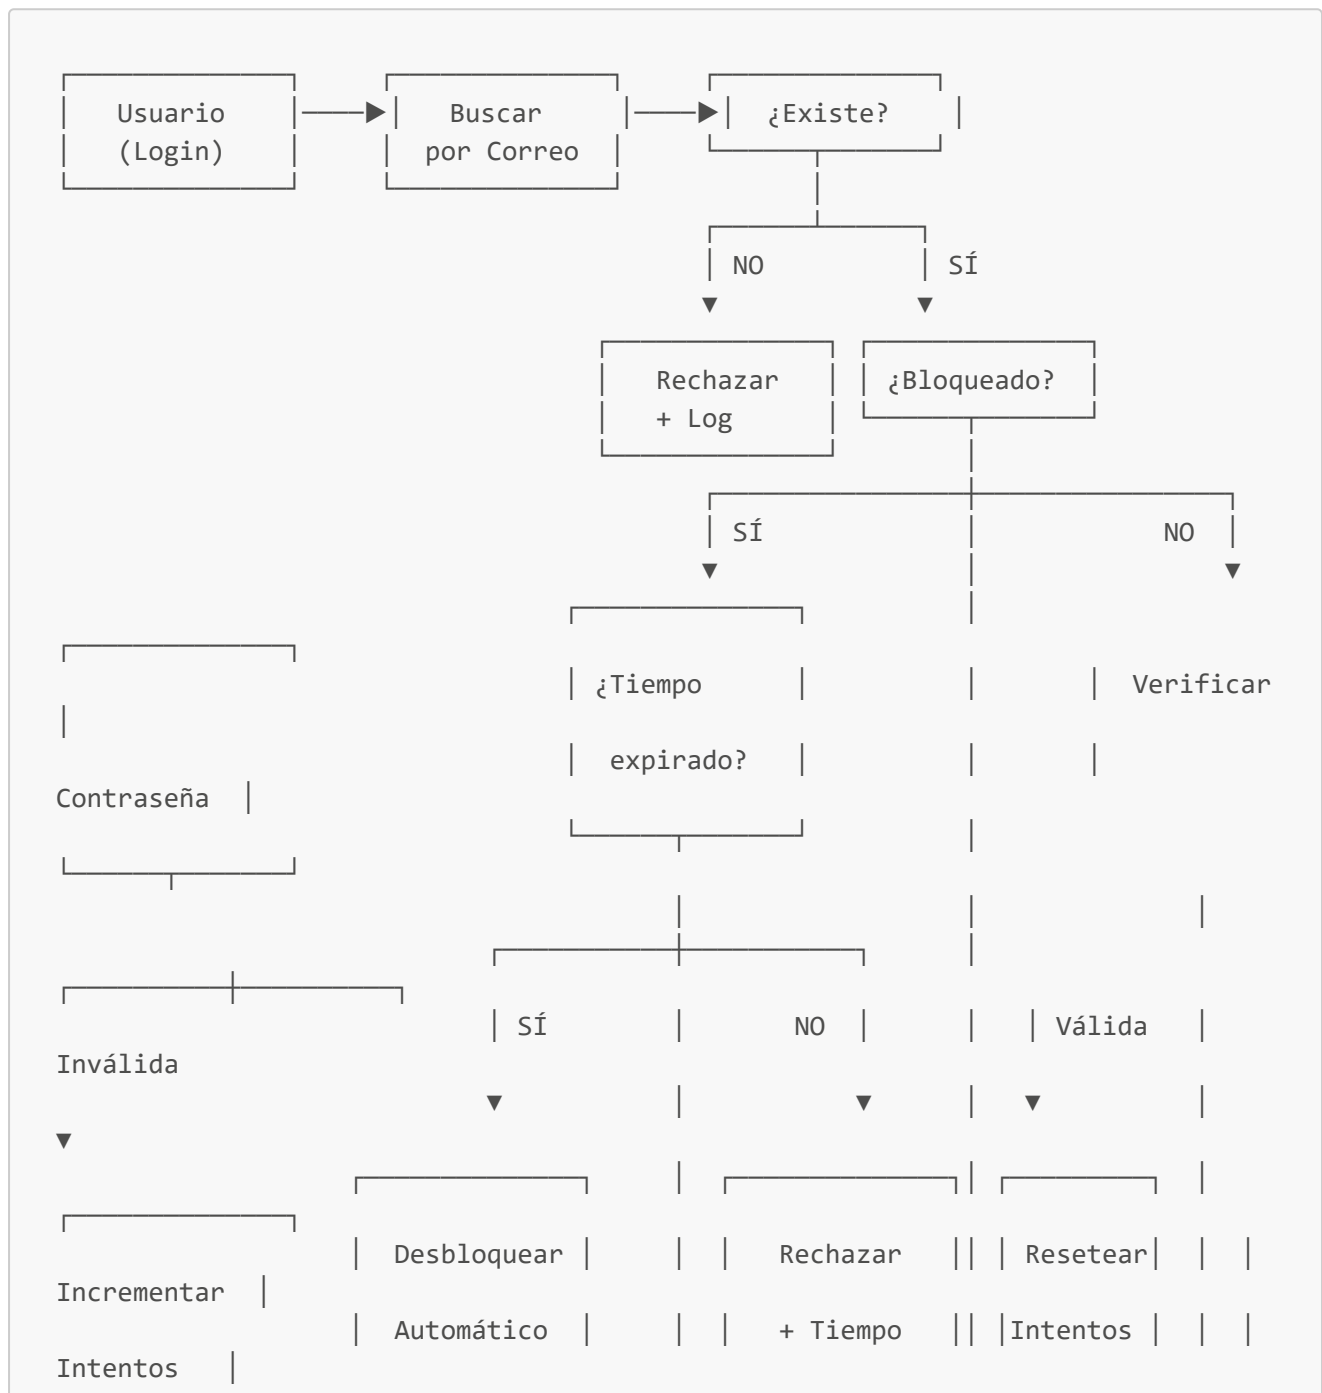 Usuario Buscar ¿Existe?
(Login) por Correo
NO SÍ
Rechazar ¿Bloqueado?
+ Log
SÍ NO
¿Tiempo Verificar
expirado?
Contraseña
SÍ NO Válida
Inválida
Desbloquear Rechazar Resetear
Incrementar
Automático + Tiempo Intentos
Intentos